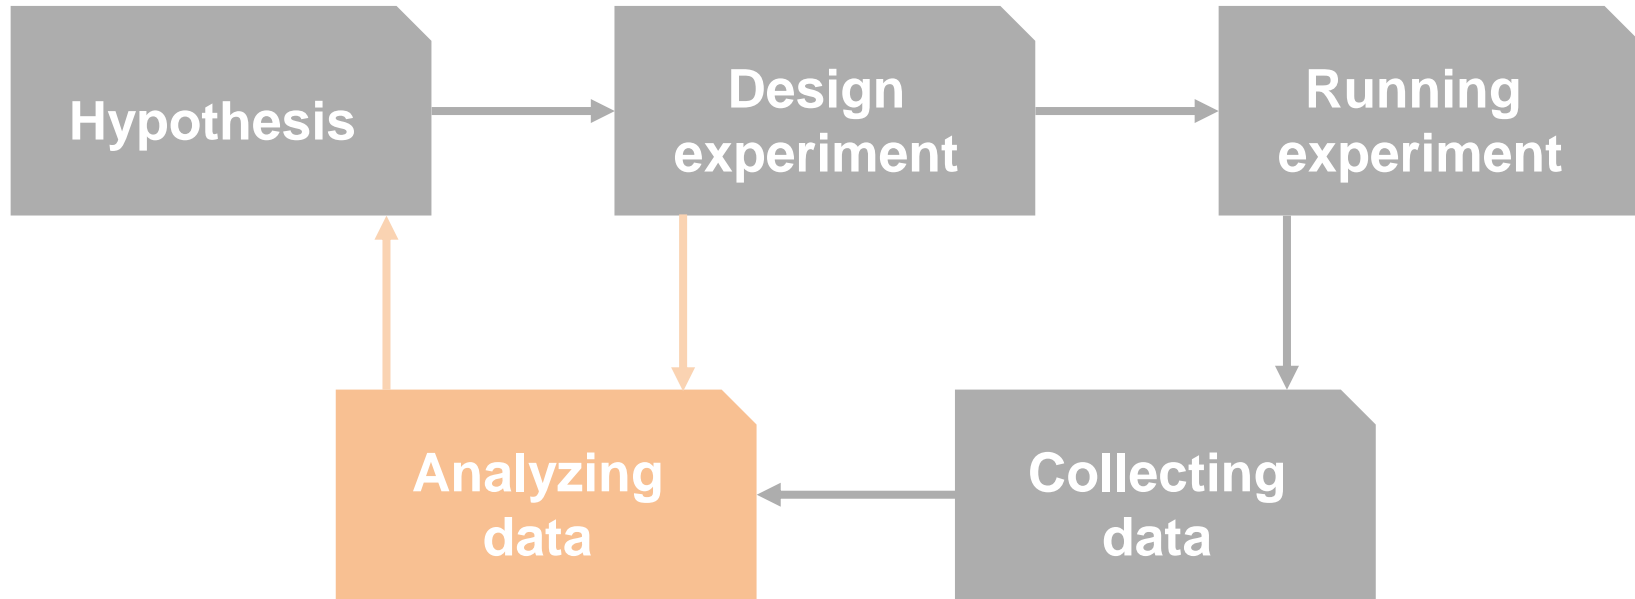 Hypothesis
Design
experiment
Running
experiment
Analyzing
data
Collecting
data